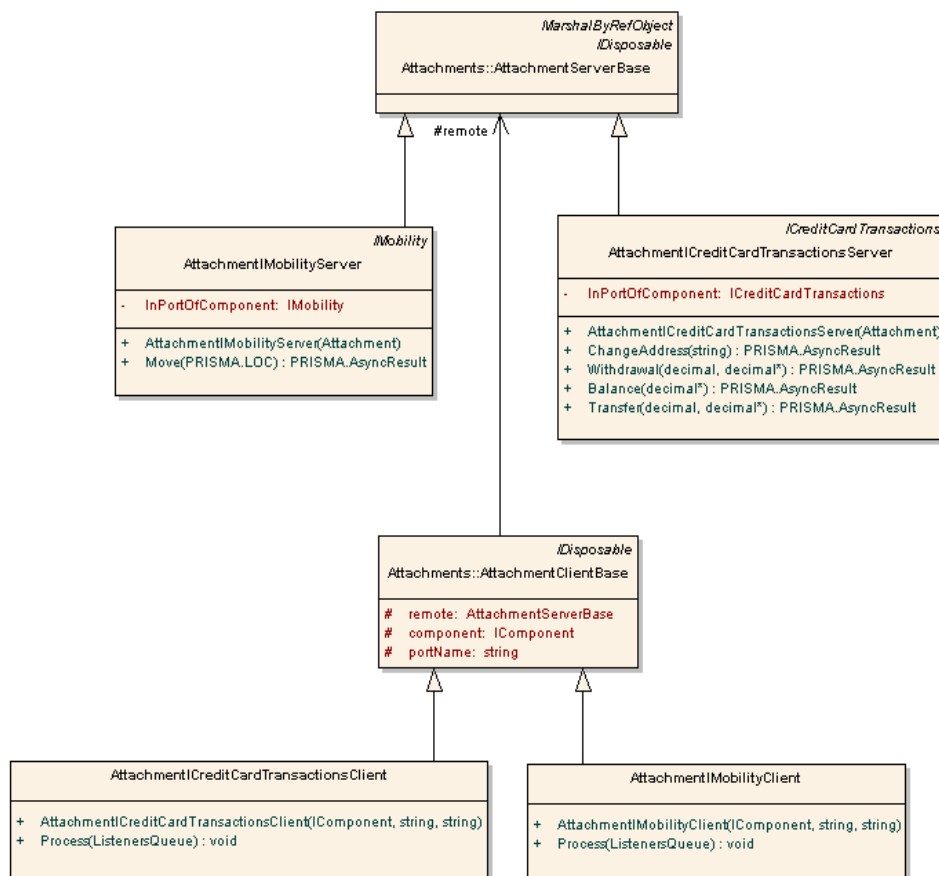 IMarshalByRefObject
IDisposable
Attachments::AttachmentServerBase
#remote
IMobility
AttachmentIMobilityServer
- InPortOfComponent: IMobility
+ AttachmentIMobilityServer(Attachment)
+ Move(PRISMA.LOC) : PRISMA.AsyncResult
ICreditCardTransactions
AttachmentICreditCardTransactionsServer
- InPortOfComponent: ICreditCardTransactions
+ AttachmentICreditCardTransactionsServer(Attachment)
+ ChangeAddress(string) : PRISMA.AsyncResult
+ Withdrawal(decimal, decimal*) : PRISMA.AsyncResult
+ Balance(decimal*) : PRISMA.AsyncResult
+ Transfer(decimal, decimal*) : PRISMA.AsyncResult
IDisposable
Attachments::AttachmentClientBase
# remote: AttachmentServerBase
# component: IComponent
# portName: string
AttachmentICreditCardTransactionsClient
+ AttachmentICreditCardTransactionsClient(IComponent, string, string)
+ Process(ListenersQueue) : void
AttachmentIMobilityClient
+ AttachmentIMobilityClient(IComponent, string, string)
+ Process(ListenersQueue) : void